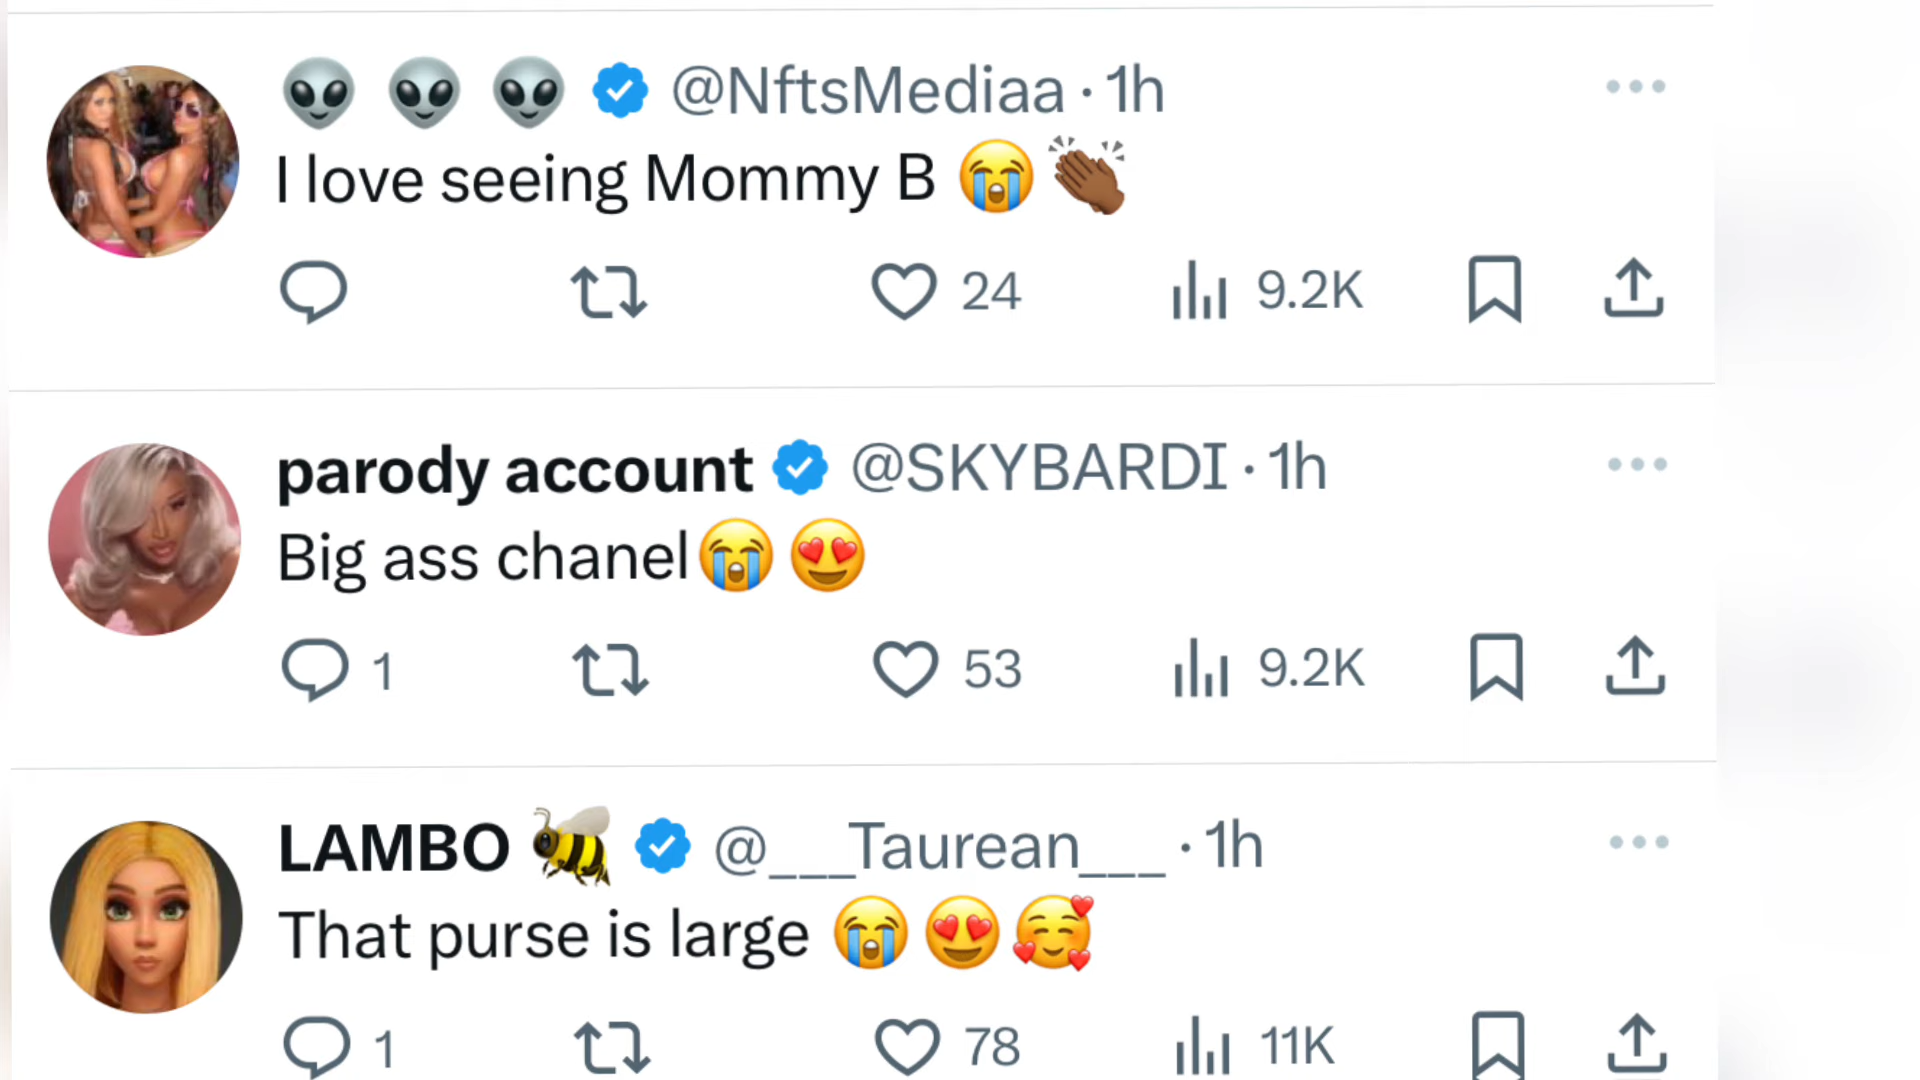 👽 👽 👽 @NftsMediaa · 1h
I love seeing Mommy B 😭 👏🏾
24 9.2K
parody account @SKYBARDI · 1h
Big ass chanel😭 😍
1 53 9.2K
LAMBO 🐝 @___Taurean___ · 1h
That purse is large 😭 😍 🥰
1 78 11K